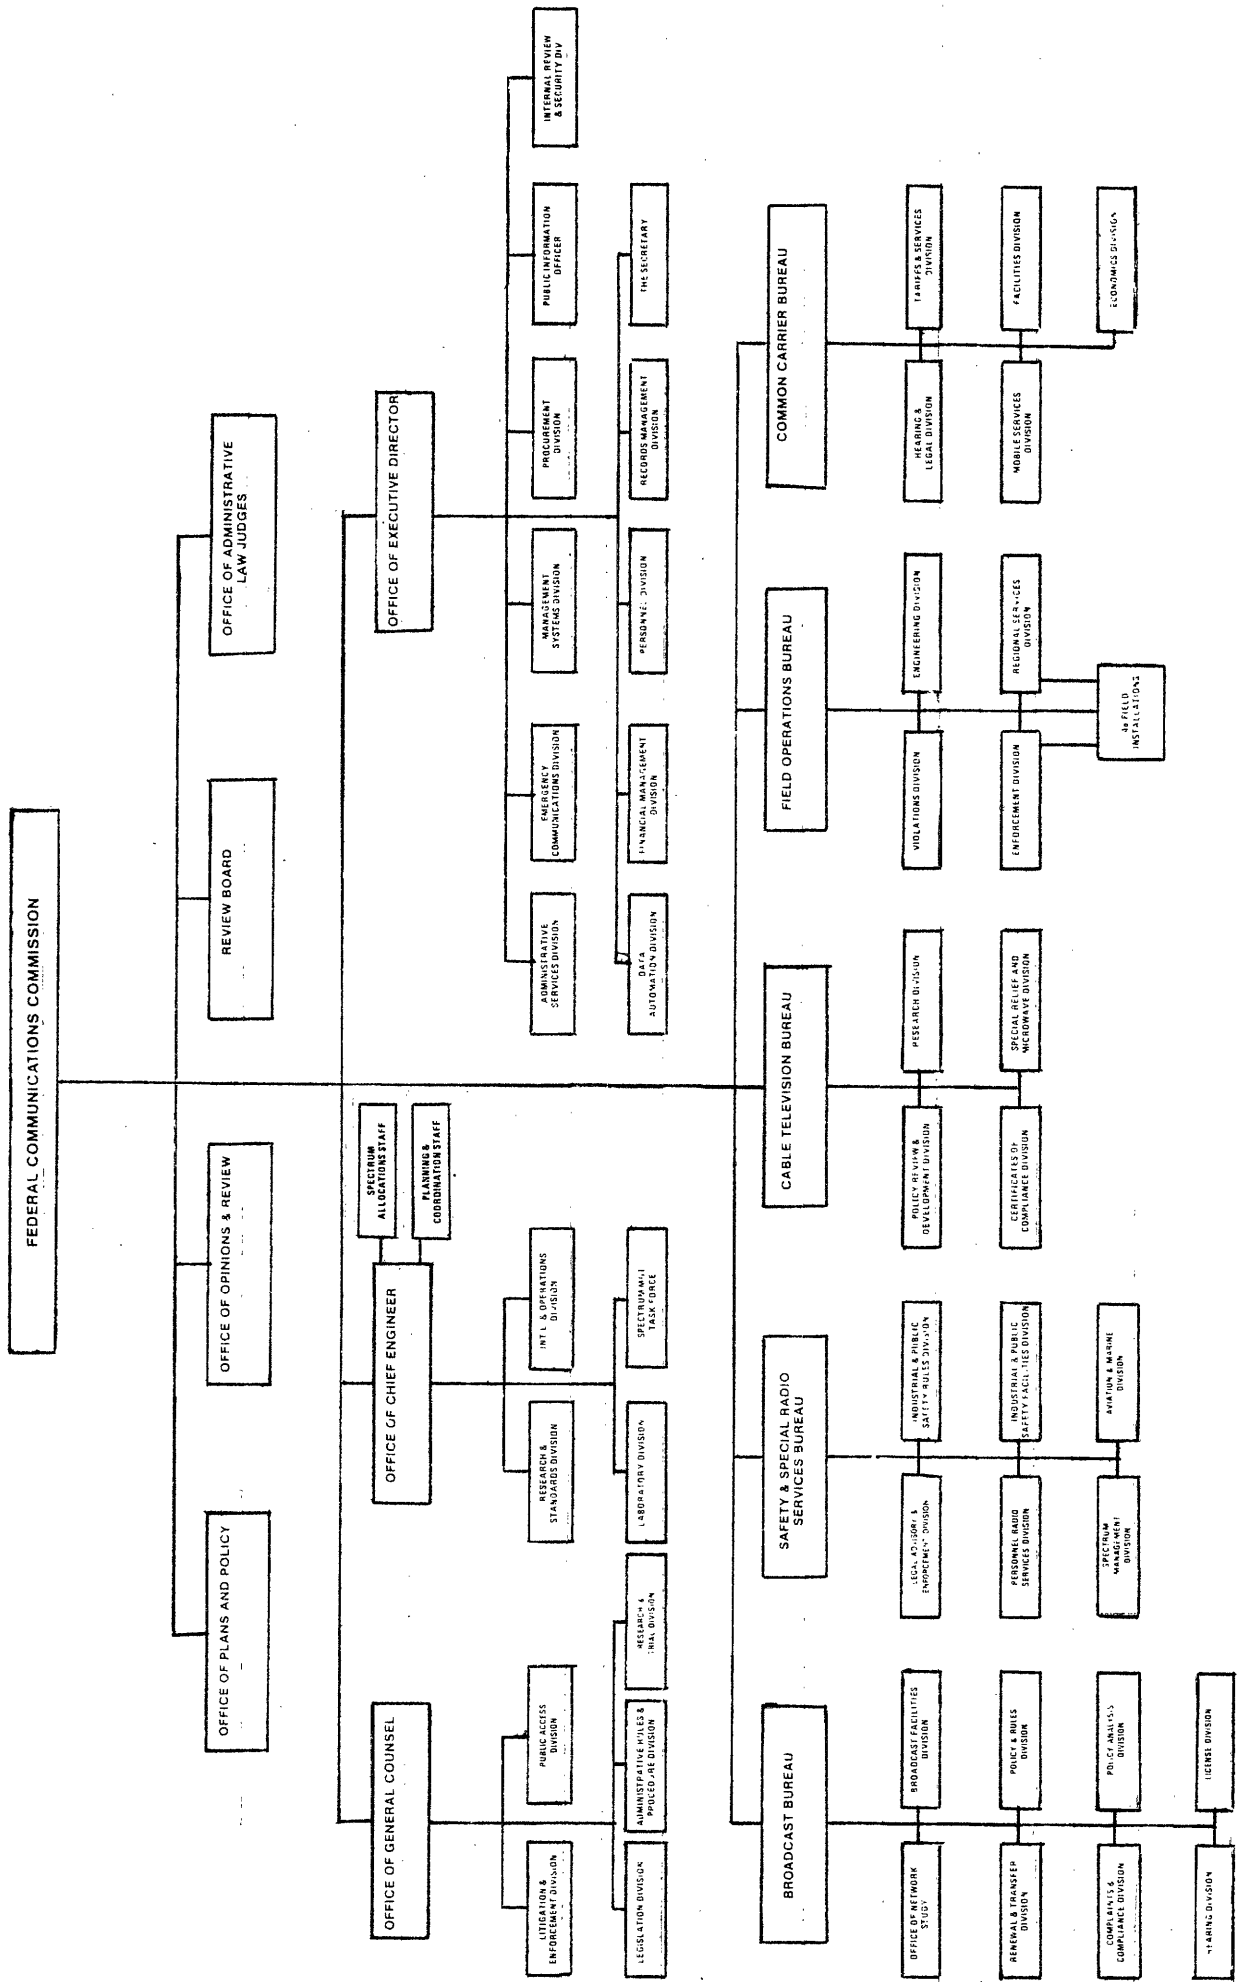 FEDERAL COMMUNICATIONS COMMISSION
OFFICE OF PLANS AND POLICY
OFFICE OF OPINIONS & REVIEW
REVIEW BOARD
OFFICE OF ADMINISTRATIVE
LAW JUDGES
OFFICE OF GENERAL COUNSEL
OFFICE OF CHIEF ENGINEER
SPECTRUM
ALLOCATIONS STAFF
PLANNING &
COORDINATION STAFF
OFFICE OF EXECUTIVE DIRECTOR
LITIGATION &
ENFORCEMENT DIVISION
PUBLIC ACCESS
DIVISION
RESEARCH &
STANDARDS DIVISION
INT'L & OPERATIONS
DIVISION
ADMINISTRATIVE
SERVICES DIVISION
EMERGENCY
COMMUNICATIONS DIVISION
MANAGEMENT
SYSTEMS DIVISION
PROCUREMENT
DIVISION
PUBLIC INFORMATION
OFFICER
INTERNAL REVIEW
& SECURITY DIV
LEGISLATION DIVISION
ADMINISTRATIVE RULES &
PROCEDURE DIVISION
RESEARCH &
TRIAL DIVISION
LABORATORY DIVISION
SPECTRUM MGT
TASK FORCE
DATA
AUTOMATION DIVISION
FINANCIAL MANAGEMENT
DIVISION
PERSONNEL DIVISION
RECORDS MANAGEMENT
DIVISION
THE SECRETARY
BROADCAST BUREAU
SAFETY & SPECIAL RADIO
SERVICES BUREAU
CABLE TELEVISION BUREAU
FIELD OPERATIONS BUREAU
COMMON CARRIER BUREAU
OFFICE OF NETWORK
STUDY
BROADCAST FACILITIES
DIVISION
LEGAL ADVISORY &
ENFORCEMENT DIVISION
INDUSTRIAL & PUBLIC
SAFETY RULES DIVISION
POLICY REVIEW &
DEVELOPMENT DIVISION
RESEARCH DIVISION
VIOLATIONS DIVISION
ENGINEERING DIVISION
HEARING &
LEGAL DIVISION
TARIFFS & SERVICES
DIVISION
RENEWAL & TRANSFER
DIVISION
POLICY & RULES
DIVISION
PERSONNEL RADIO
SERVICES DIVISION
INDUSTRIAL & PUBLIC
SAFETY FACILITIES DIVISION
CERTIFICATES OF
COMPLIANCE DIVISION
SPECIAL RELIEF AND
MICROWAVE DIVISION
ENFORCEMENT DIVISION
REGIONAL SERVICES
DIVISION
MOBILE SERVICES
DIVISION
FACILITIES DIVISION
COMPLAINTS &
COMPLIANCE DIVISION
POLICY ANALYSIS
DIVISION
SPECTRUM
MANAGEMENT
DIVISION
AVIATION & MARINE
DIVISION
FIELD
INSTALLATIONS
ECONOMICS DIVISION
HEARING DIVISION
LICENSE DIVISION